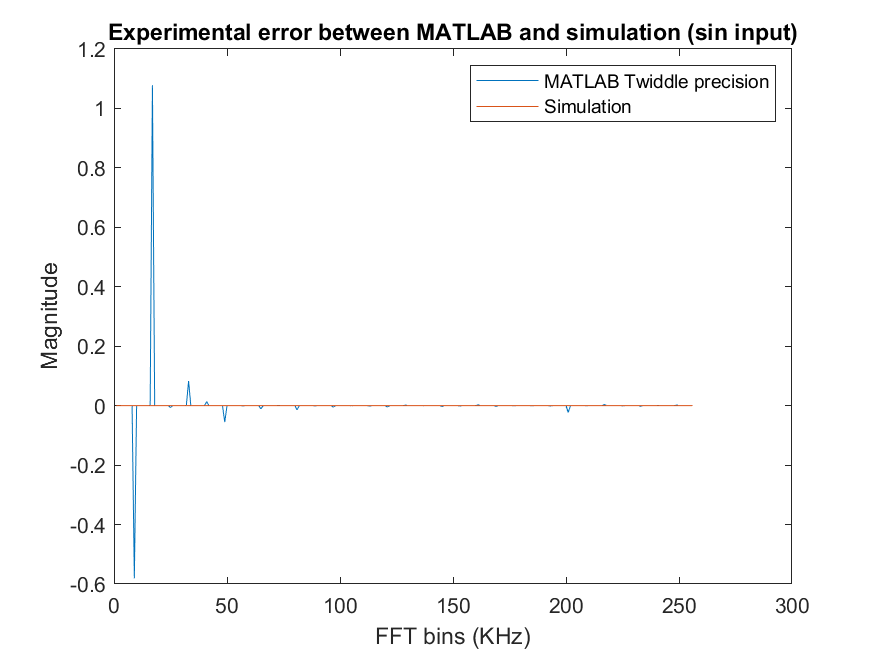 Experimental error between MATLAB and simulation (sin input)
MATLAB Twiddle precision
Simulation
1.2
1
0.8
0.6
0.4
0.2
0
-0.2
-0.4
-0.6
Magnitude
0 50 100 150 200 250 300
FFT bins (KHz)